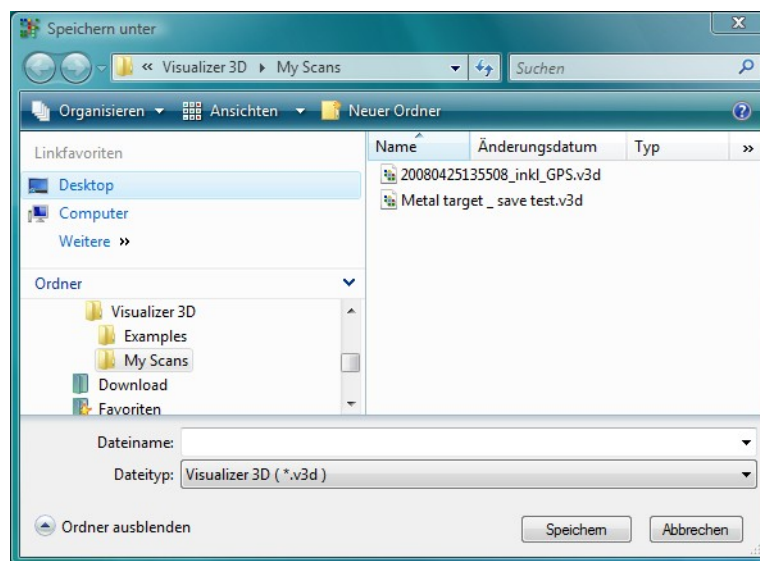 Speichern unter
« Visualizer 3D My Scans
Suchen
Organisieren Ansichten Neuer Ordner ?
Linkfavoriten
Desktop
Computer
Weitere »
Ordner
Visualizer 3D
Examples
My Scans
Download
Favoriten
Name Änderungsdatum Typ »
20080425135508_inkl_GPS.v3d
Metal target _ save test.v3d
Dateiname:
Dateityp: Visualizer 3D ( *.v3d )
Ordner ausblenden Speichern Abbrechen